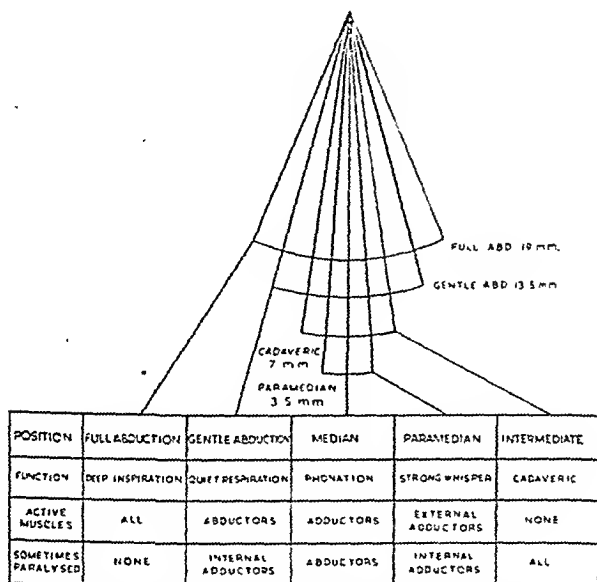 FULL ABD 19 mm.
GENTLE ABD 13.5 mm
CADAVERIC
7 mm
PARAMEDIAN
3.5 mm
POSITION FULL ABDUCTION GENTLE ABDUCTION MEDIAN PARAMEDIAN INTERMEDIATE
FUNCTION DEEP INSPIRATION QUIET RESPIRATION PHONATION STRONG WHISPER CADAVERIC
ACTIVE MUSCLES ALL ABDUCTORS ADDUCTORS EXTERNAL ADDUCTORS NONE
SOMETIMES PARALYSED NONE INTERNAL ADDUCTORS ABDUCTORS INTERNAL ADDUCTORS ALL